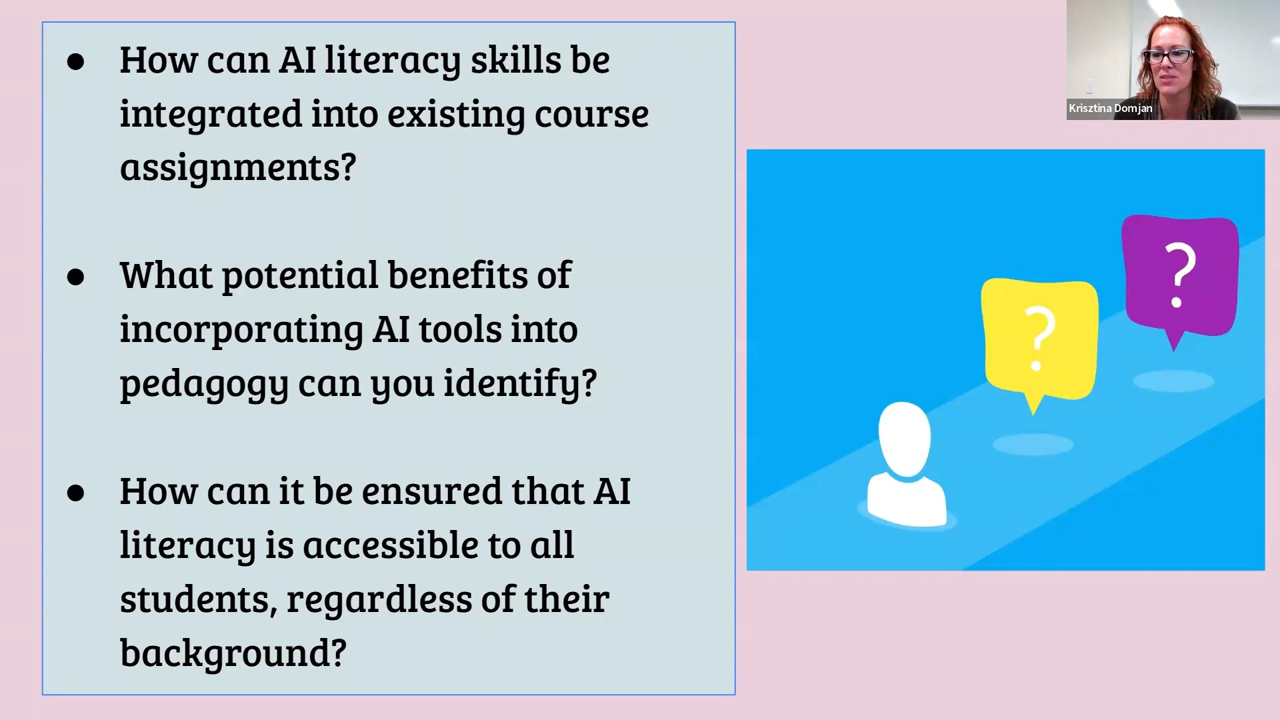 ● How can AI literacy skills be
integrated into existing course
assignments?
● What potential benefits of
incorporating AI tools into
pedagogy can you identify?
● How can it be ensured that AI
literacy is accessible to all
students, regardless of their
background?
Krisztina Domjan
?
?